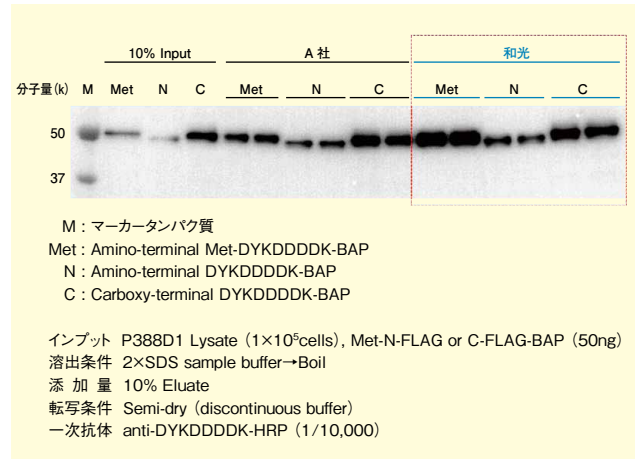 10% Input A 社 和光
分子量(k) M Met N C Met N C Met N C
50
37
M : マーカータンパク質
Met : Amino-terminal Met-DYKDDDDK-BAP
N : Amino-terminal DYKDDDDK-BAP
C : Carboxy-terminal DYKDDDDK-BAP
インプット P388D1 Lysate (1×10⁵cells), Met-N-FLAG or C-FLAG-BAP (50ng)
溶出条件 2×SDS sample buffer→Boil
添 加 量 10% Eluate
転写条件 Semi-dry (discontinuous buffer)
一次抗体 anti-DYKDDDDK-HRP (1/10,000)